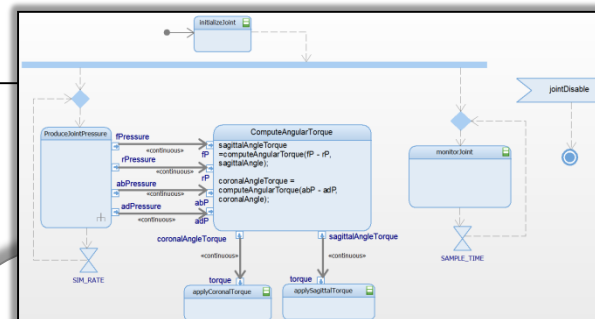 initializeJoint
jointDisable
ProduceJointPressure
fPressure
«continuous»
fP
rPressure
«continuous»
rP
abPressure
«continuous»
abP
adPressure
«continuous»
adP
ComputeAngularTorque
sagittalAngleTorque
=computeAngularTorque(fP - rP,
sagittalAngle);
coronalAngleTorque =
computeAngularTorque(abP - adP,
coronalAngle);
monitorJoint
coronalAngleTorque
sagittalAngleTorque
«continuous»
«continuous»
SIM_RATE
SAMPLE_TIME
torque
torque
applyCoronalTorque
applySagittalTorque